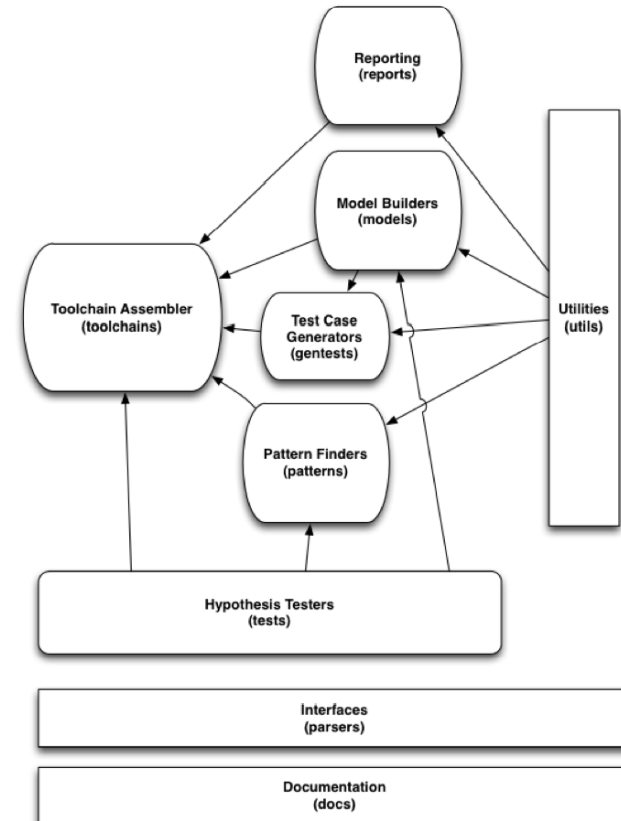 Reporting
(reports)
Model Builders
(models)
Toolchain Assembler
(toolchains)
Test Case
Generators
(gentests)
Utilities
(utils)
Pattern Finders
(patterns)
Hypothesis Testers
(tests)
Interfaces
(parsers)
Documentation
(docs)